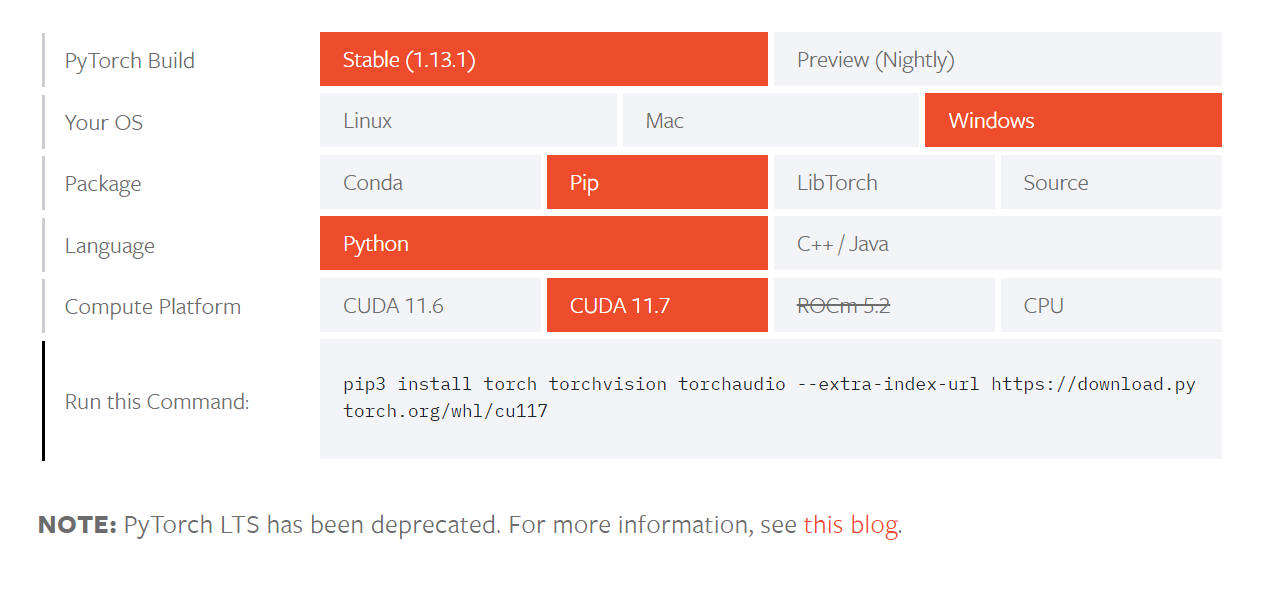 PyTorch Build Stable (1.13.1) Preview (Nightly)
Your OS Linux Mac Windows
Package Conda Pip LibTorch Source
Language Python C++ / Java
Compute Platform CUDA 11.6 CUDA 11.7 ROCm 5.2 CPU
Run this Command: pip3 install torch torchvision torchaudio --extra-index-url https://download.py
torch.org/whl/cu117
NOTE: PyTorch LTS has been deprecated. For more information, see this blog.